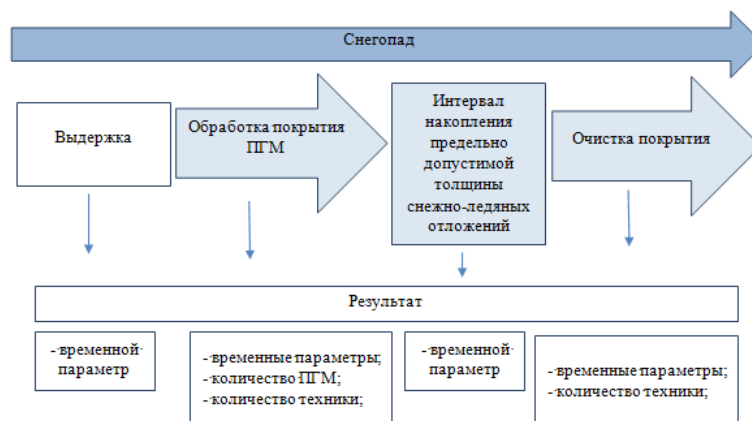 Снегопад
Выдержка
Обработка покрытия
ПГМ
Интервал
накопления
предельно
допустимой
толщины
снежно-ледяных
отложений
Очистка покрытия
Результат
-·временной·
параметр
-·временные параметры;
-·количество ПГМ;
-·количество техники;
-·временной·
параметр
-·временные параметры;
-·количество техники;